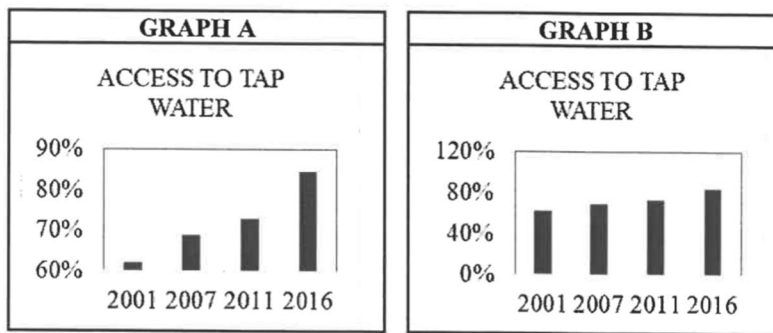 GRAPH A
ACCESS TO TAP
WATER
90%
80%
70%
60%
2001 2007 2011 2016
GRAPH B
ACCESS TO TAP
WATER
120%
80%
40%
0%
2001 2007 2011 2016